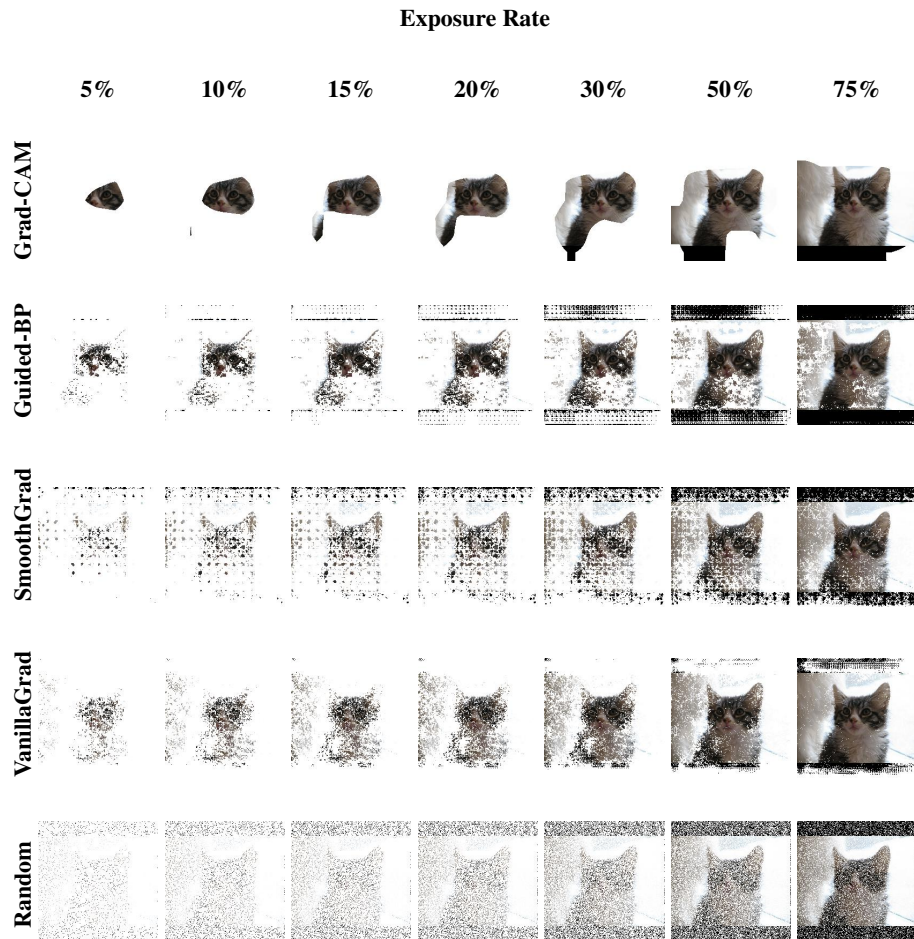 Exposure Rate
5% 10% 15% 20% 30% 50% 75%
Grad-CAM
Guided-BP
SmoothGrad
VanillaGrad
Random